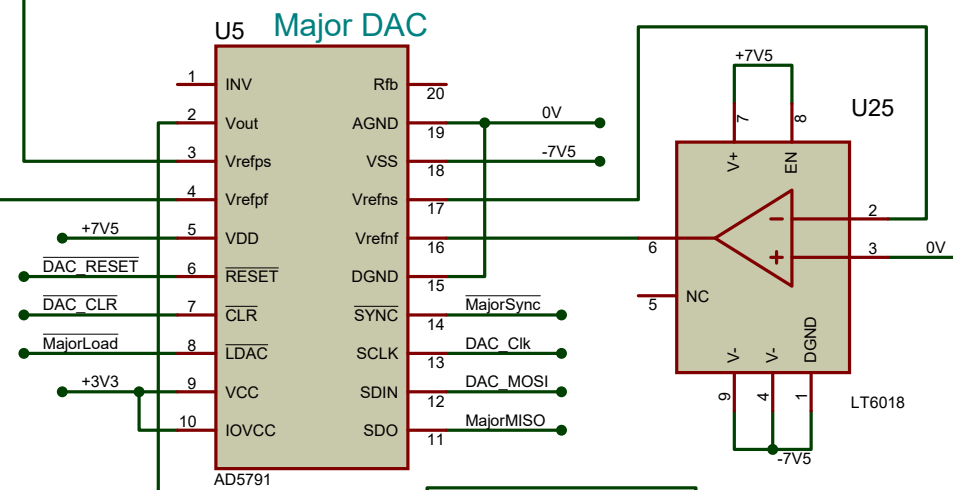 U5 Major DAC
1 INV Rfb 20
2 Vout AGND 19 0V
3 Vrefps VSS 18 -7V5
4 Vrefpf Vrefns 17
+7V5 5 VDD Vrefnf 16
DAC_RESET 6 RESET DGND 15
DAC_CLR 7 CLR SYNC 14 MajorSync
MajorLoad 8 LDAC SCLK 13 DAC_Clk
+3V3 9 VCC SDIN 12 DAC_MOSI
10 IOVCC SDO 11 MajorMISO
AD5791
+7V5
U25
7 8
V+ EN
2
6 3 0V
5 NC
V- V- DGND
9 4 1
LT6018
-7V5